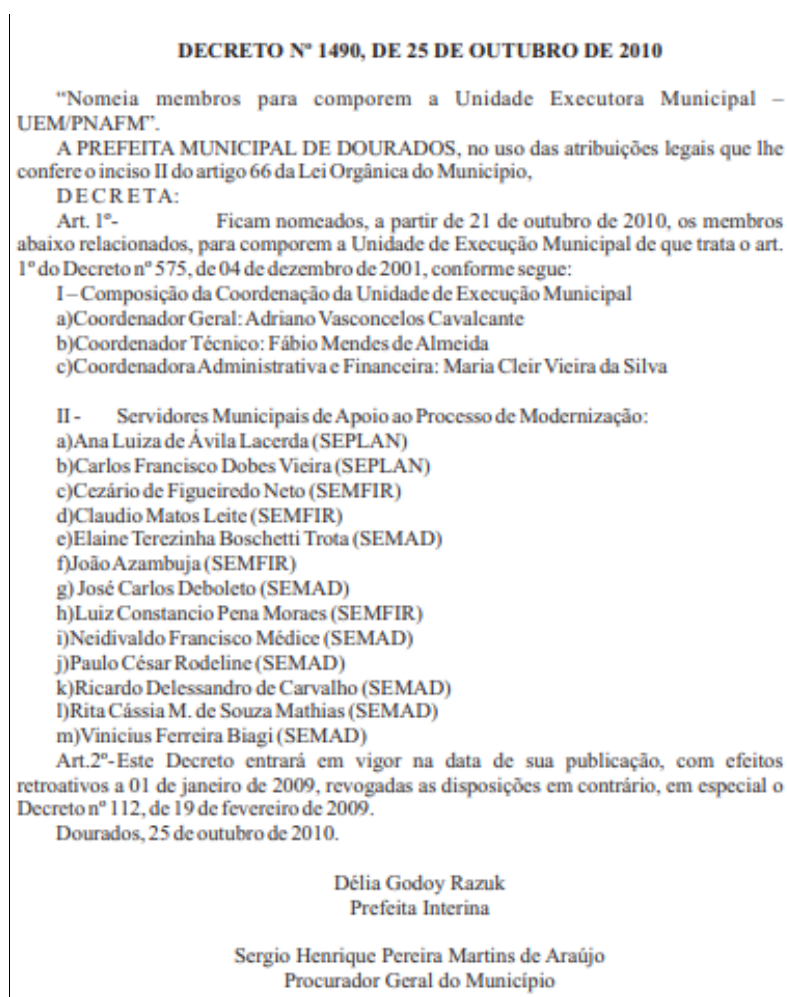 DECRETO Nº 1490, DE 25 DE OUTUBRO DE 2010
“Nomeia membros para comporem a Unidade Executora Municipal –
UEM/PNAFM”.
A PREFEITA MUNICIPAL DE DOURADOS, no uso das atribuições legais que lhe
confere o inciso II do artigo 66 da Lei Orgânica do Município,
D E C R E T A:
Art. 1º- Ficam nomeados, a partir de 21 de outubro de 2010, os membros
abaixo relacionados, para comporem a Unidade de Execução Municipal de que trata o art.
1º do Decreto nº 575, de 04 de dezembro de 2001, conforme segue:
I – Composição da Coordenação da Unidade de Execução Municipal
a)Coordenador Geral: Adriano Vasconcelos Cavalcante
b)Coordenador Técnico: Fábio Mendes de Almeida
c)Coordenadora Administrativa e Financeira: Maria Cleir Vieira da Silva
II - Servidores Municipais de Apoio ao Processo de Modernização:
a)Ana Luiza de Ávila Lacerda (SEPLAN)
b)Carlos Francisco Dobes Vieira (SEPLAN)
c)Cezário de Figueiredo Neto (SEMFIR)
d)Claudio Matos Leite (SEMFIR)
e)Elaine Terezinha Boschetti Trota (SEMAD)
f)João Azambuja (SEMFIR)
g) José Carlos Deboleto (SEMAD)
h)Luiz Constancio Pena Moraes (SEMFIR)
i)Neidivaldo Francisco Médice (SEMAD)
j)Paulo César Rodeline (SEMAD)
k)Ricardo Delessandro de Carvalho (SEMAD)
l)Rita Cássia M. de Souza Mathias (SEMAD)
m)Vinicius Ferreira Biagi (SEMAD)
Art.2º-Este Decreto entrará em vigor na data de sua publicação, com efeitos
retroativos a 01 de janeiro de 2009, revogadas as disposições em contrário, em especial o
Decreto nº 112, de 19 de fevereiro de 2009.
Dourados, 25 de outubro de 2010.
Délia Godoy Razuk
Prefeita Interina
Sergio Henrique Pereira Martins de Araújo
Procurador Geral do Município